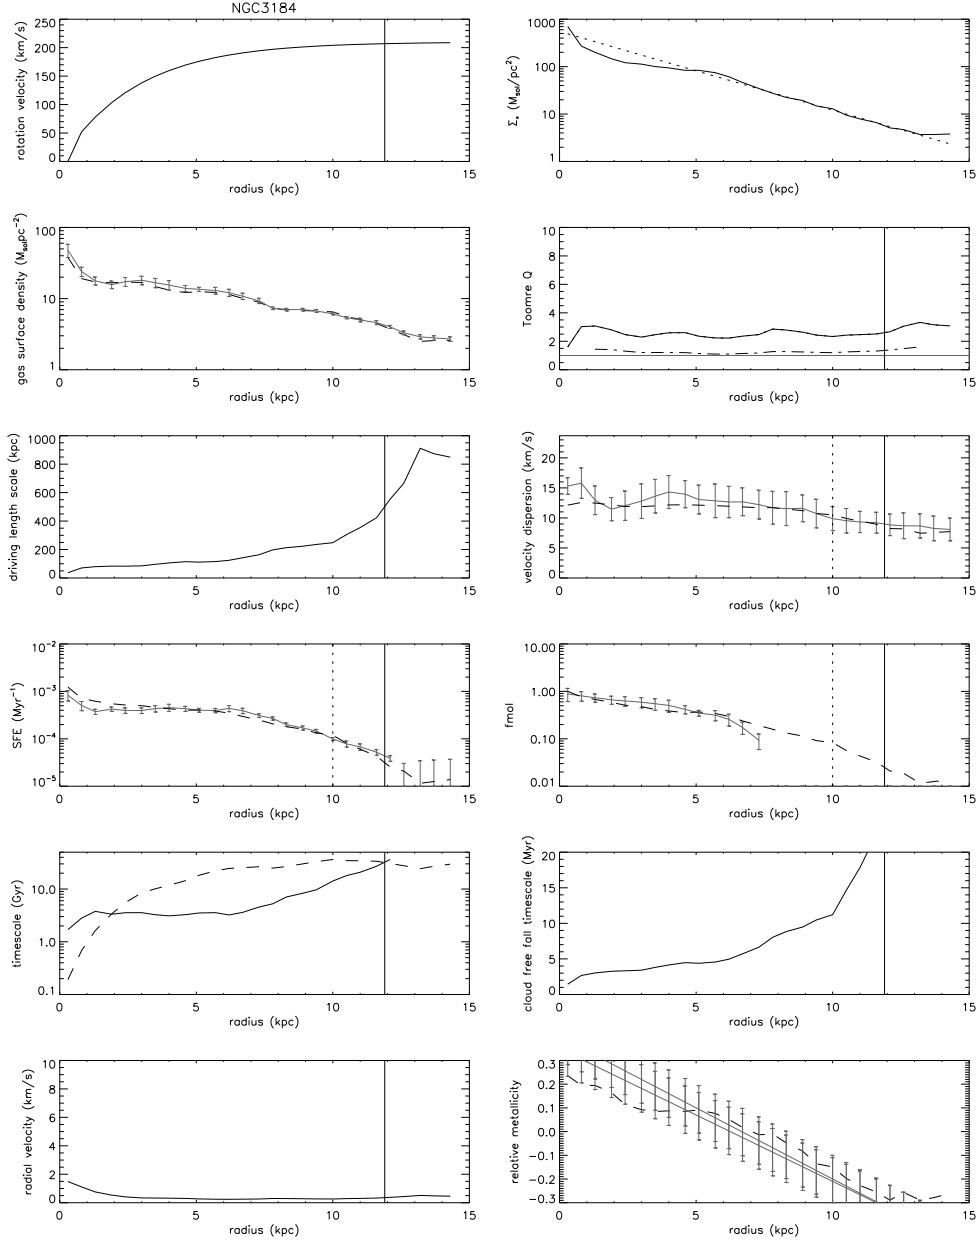 NGC3184
rotation velocity (km/s)
250
200
150
100
50
0
0 5 10 15
radius (kpc)
Σ* (Msol/pc²)
1000
100
10
1
0 5 10 15
radius (kpc)
gas surface density (Msolpc⁻²)
100
10
1
0 5 10 15
radius (kpc)
Toomre Q
10
8
6
4
2
0
0 5 10 15
radius (kpc)
driving length scale (kpc)
1000
800
600
400
200
0
0 5 10 15
radius (kpc)
velocity dispersion (km/s)
20
15
10
5
0
0 5 10 15
radius (kpc)
SFE (Myr⁻¹)
10⁻²
10⁻³
10⁻⁴
10⁻⁵
0 5 10 15
radius (kpc)
fmol
10.00
1.00
0.10
0.01
0 5 10 15
radius (kpc)
timescale (Gyr)
10.0
1.0
0.1
0 5 10 15
radius (kpc)
cloud free fall timescale (Myr)
20
15
10
5
0
0 5 10 15
radius (kpc)
radial velocity (km/s)
10
8
6
4
2
0
0 5 10 15
radius (kpc)
relative metallicity
0.3
0.2
0.1
0.0
−0.1
−0.2
−0.3
0 5 10 15
radius (kpc)